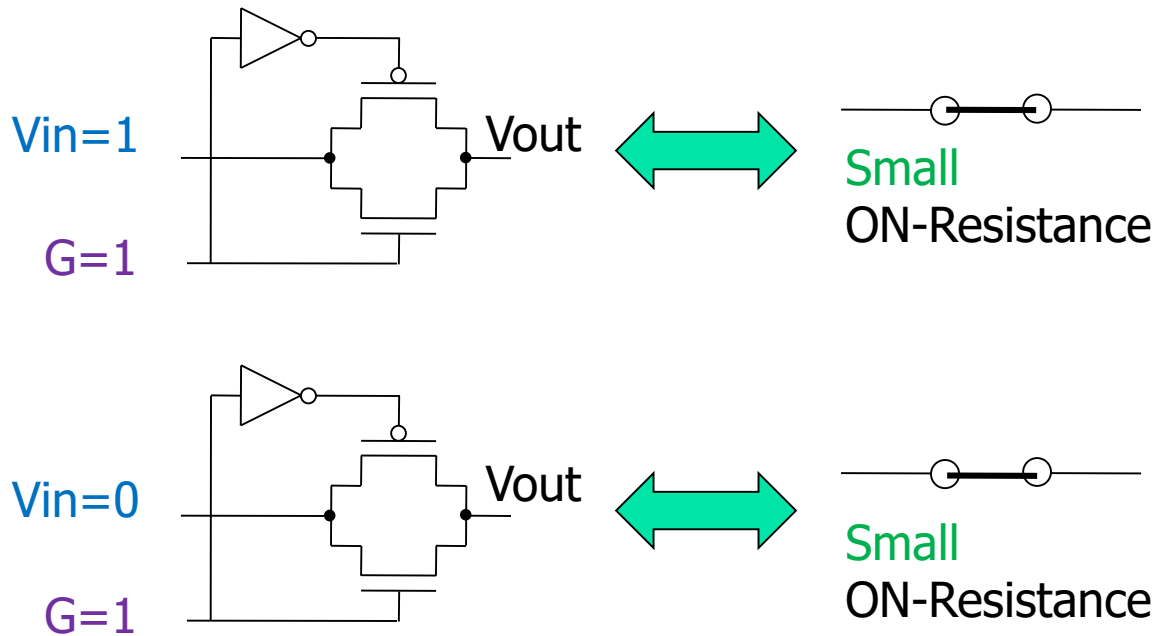 Vin=1
Vout
G=1
Small
ON-Resistance
Vin=0
Vout
G=1
Small
ON-Resistance